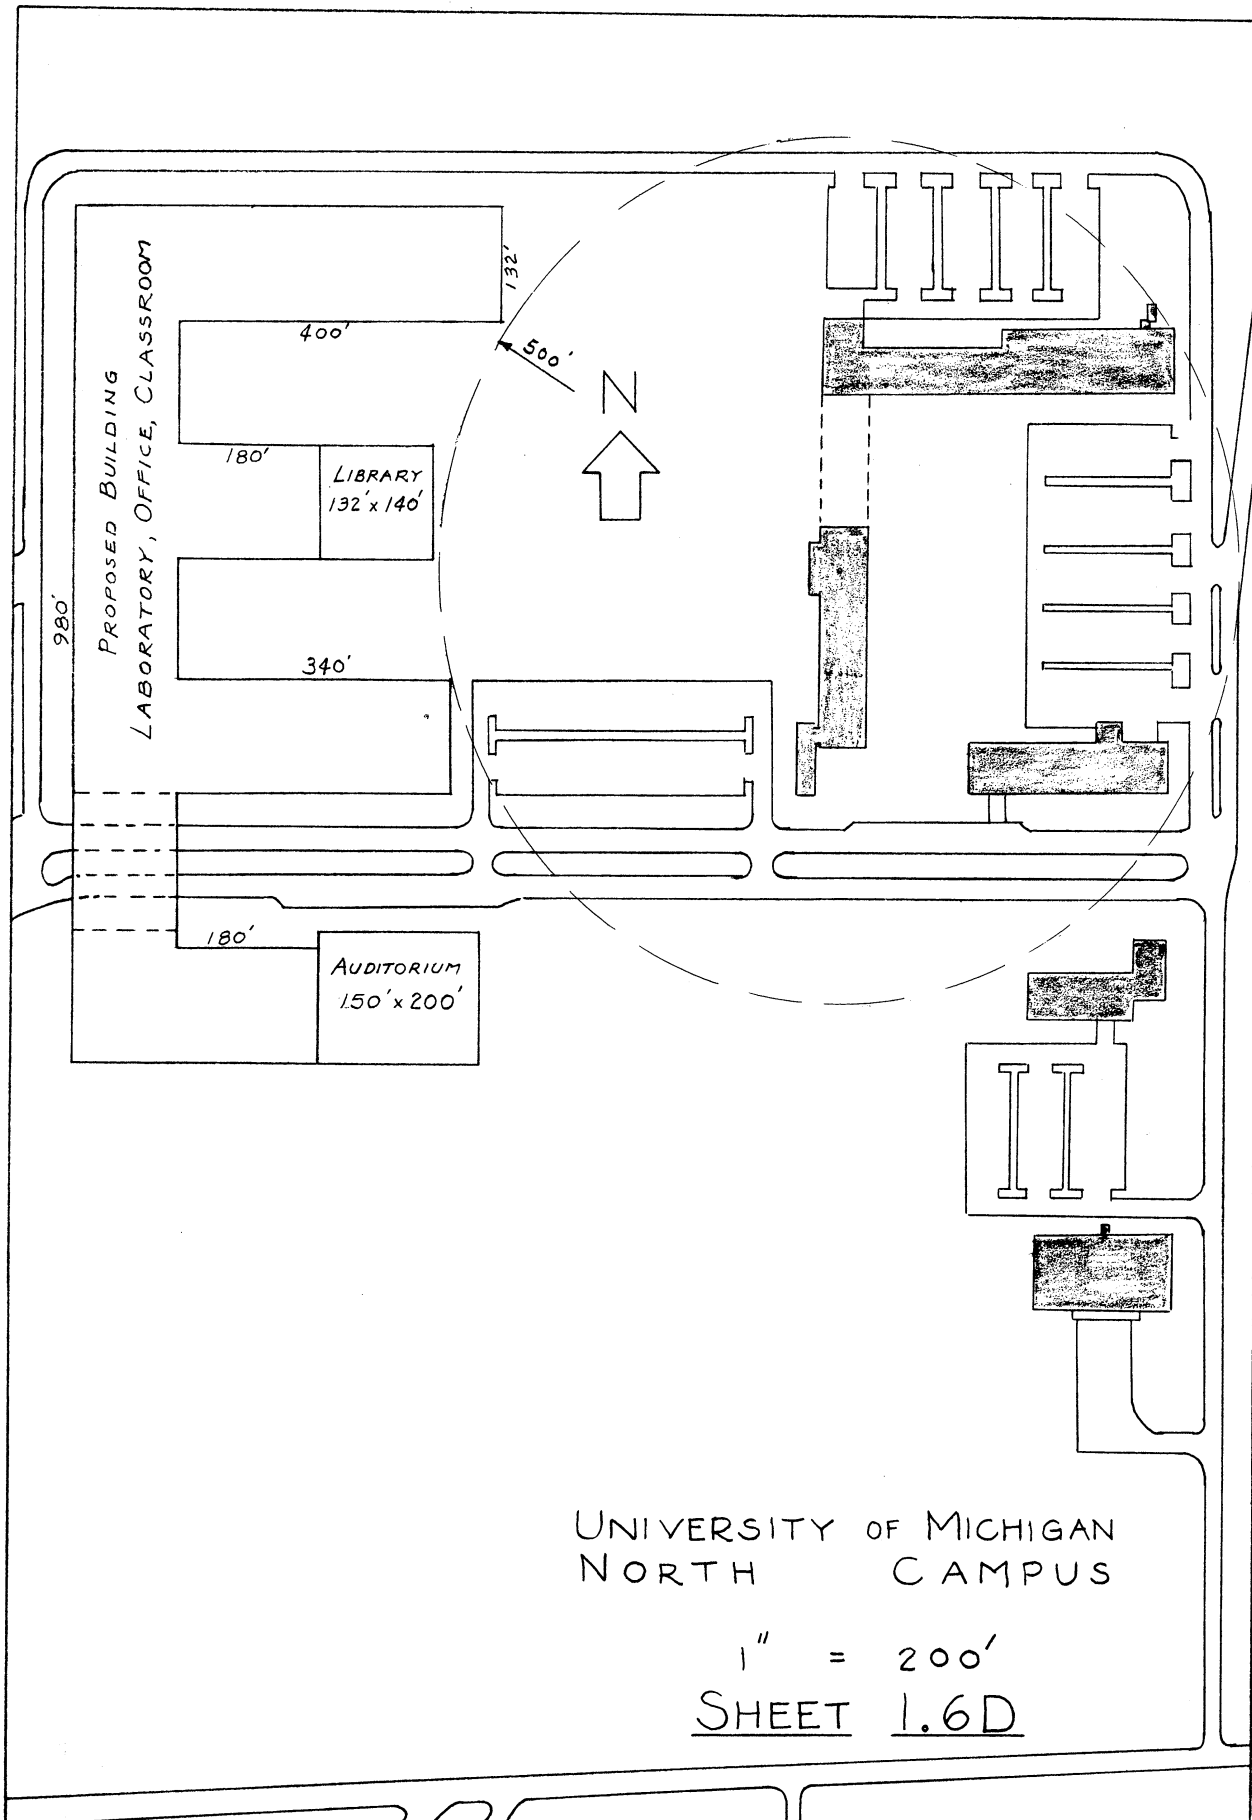 132'
400'
500'
N
PROPOSED BUILDING
LABORATORY, OFFICE, CLASSROOM
180'
LIBRARY
132' x 140'
980'
340'
180'
AUDITORIUM
150' x 200'
UNIVERSITY OF MICHIGAN
NORTH CAMPUS
1" = 200'
SHEET 1.6D